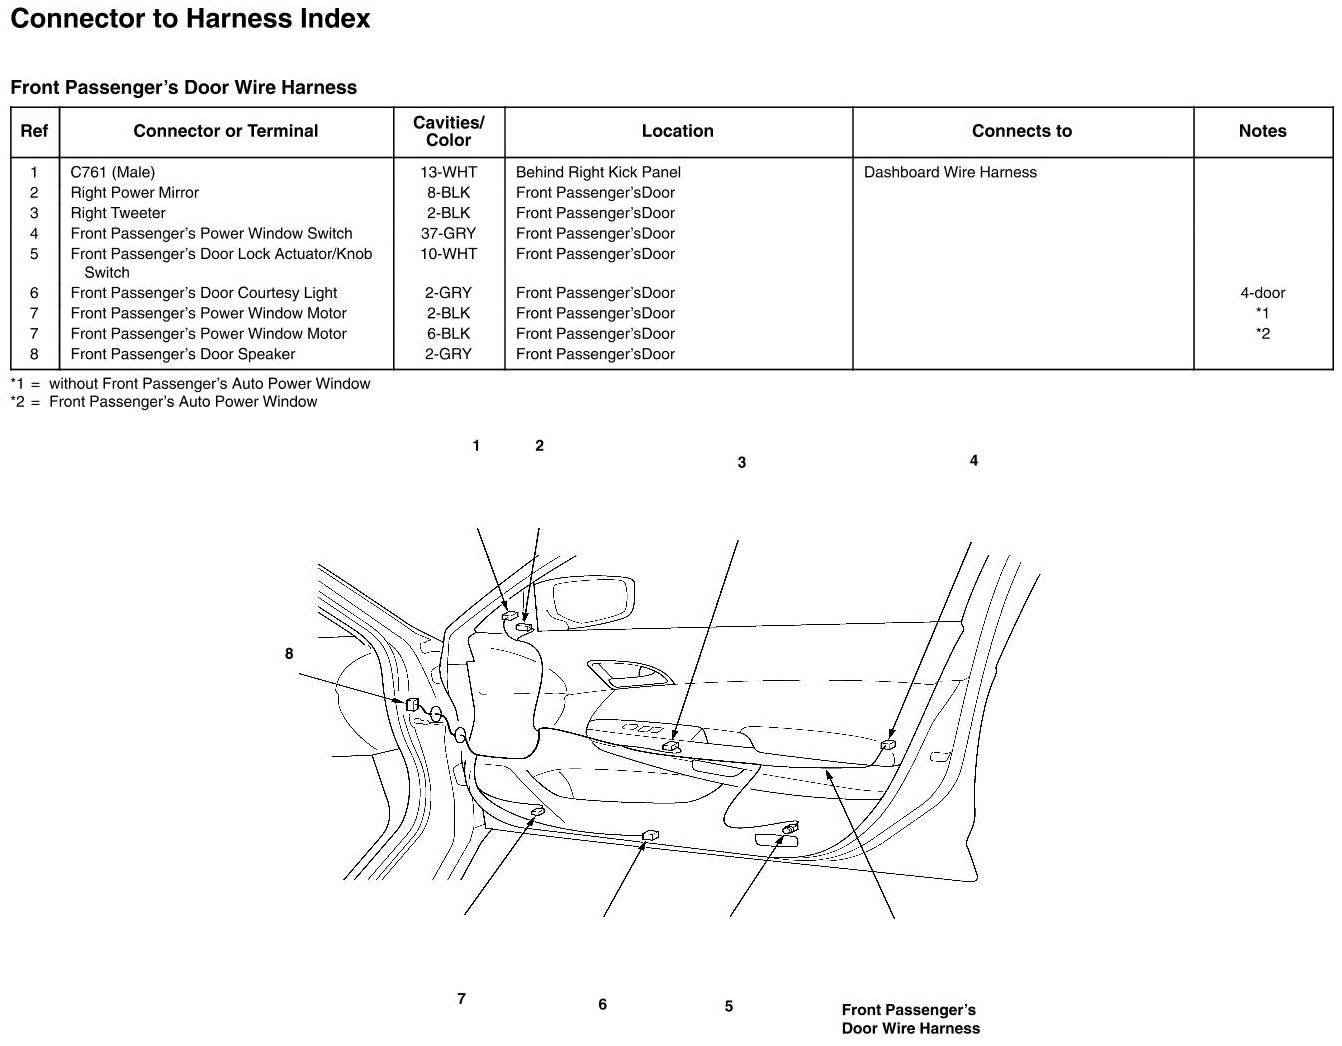 Connector to Harness Index
Front Passenger's Door Wire Harness
Ref Connector or Terminal Cavities/ Color Location Connects to Notes
1 C761 (Male) 13-WHT Behind Right Kick Panel Dashboard Wire Harness
2 Right Power Mirror 8-BLK Front Passenger'sDoor
3 Right Tweeter 2-BLK Front Passenger'sDoor
4 Front Passenger's Power Window Switch 37-GRY Front Passenger'sDoor
5 Front Passenger's Door Lock Actuator/Knob 10-WHT Front Passenger'sDoor
Switch
6 Front Passenger's Door Courtesy Light 2-GRY Front Passenger'sDoor 4-door
7 Front Passenger's Power Window Motor 2-BLK Front Passenger'sDoor *1
7 Front Passenger's Power Window Motor 6-BLK Front Passenger'sDoor *2
8 Front Passenger's Door Speaker 2-GRY Front Passenger'sDoor
*1 = without Front Passenger's Auto Power Window
*2 = Front Passenger's Auto Power Window
1 2
3 4
8
7
6 5
Front Passenger's
Door Wire Harness